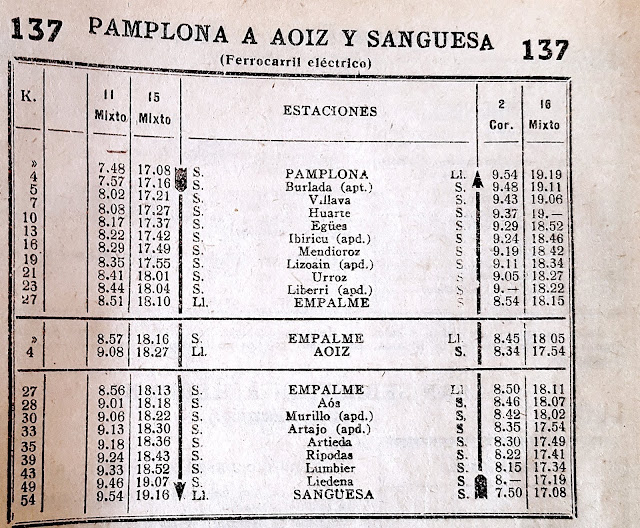 137 PAMPLONA A AOIZ Y SANGUESA 137
(Ferrocarril eléctrico)
K. 11 Mixto 15 Mixto ESTACIONES 2 Cor. 16 Mixto
» 7.48 17.08 S. PAMPLONA Ll. 9.54 19.19
4 7.57 17.16 S. Burlada (apt.) S. 9.48 19.11
5 8.02 17.21 S. Villava S. 9.43 19.06
7 8.08 17.27 S. Huarte S. 9.37 19.—
10 8.17 17.37 S. Egües S. 9.29 18.52
13 8.22 17.42 S. Ibiricu (apd.) S. 9.24 18.46
16 8.29 17.49 S. Mendioroz S. 9.19 18 42
19 8.35 17.55 S. Lizoain (apd.) S. 9.11 18.34
21 8.41 18.01 S. Urroz S. 9.05 18.27
23 8.44 18.04 S. Liberri (apd.) S. 9.— 18.22
27 8.51 18.10 Ll. EMPALME S 8.54 18.15
» 8.57 18.16 S. EMPALME Ll. 8.45 18 05
4 9.08 18.27 Ll. AOIZ S. 8.34 17.54
27 8.56 18.13 S. EMPALME Ll 8.50 18.11
28 9.01 18.18 S. Aós S. 8.46 18.07
30 9.06 18.22 S. Murillo (apd.) S. 8.42 18.02
33 9.13 18.30 S. Artajo (apd.) S. 8.35 17.54
35 9.18 18.36 S. Artieda S. 8.30 17.49
39 9.24 18.43 S. Ripodas S. 8.22 17.41
43 9.33 18.52 S. Lumbier S. 8.15 17.34
49 9.46 19.07 S. Liedena S. 8.— 17.19
54 9.54 19.16 Ll. SANGUESA S. 7.50 17.08